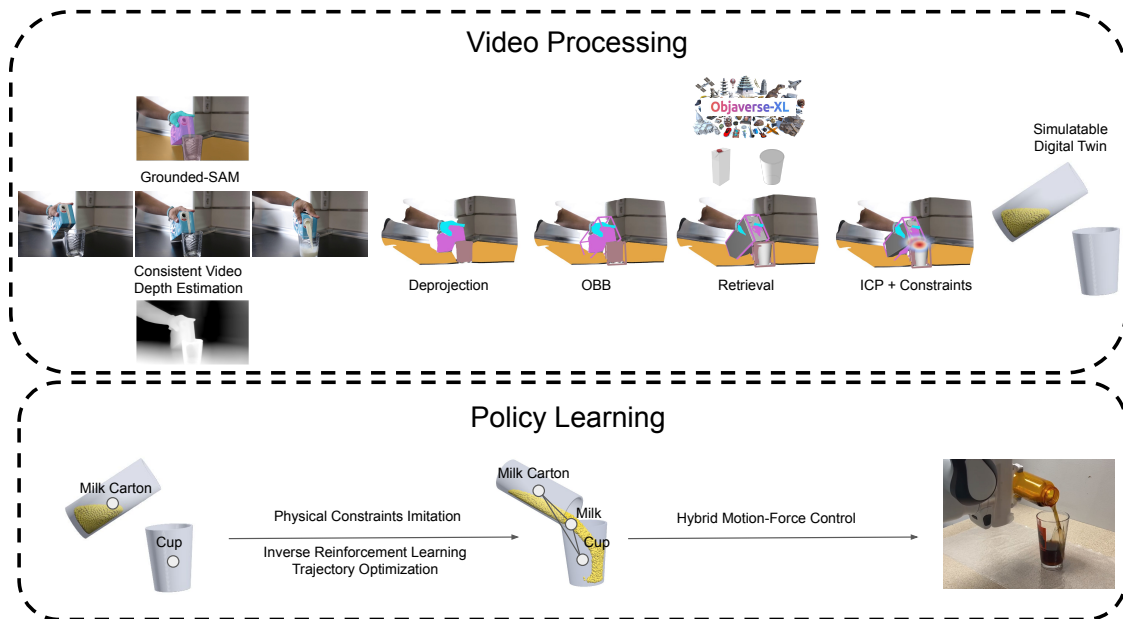 Video Processing
Objaverse-XL
Simulatable
Digital Twin
Grounded-SAM
Consistent Video
Depth Estimation
Deprojection
OBB
Retrieval
ICP + Constraints
Policy Learning
Milk Carton
Cup
Physical Constraints Imitation
Inverse Reinforcement Learning
Trajectory Optimization
Milk Carton
Milk
Cup
Hybrid Motion-Force Control